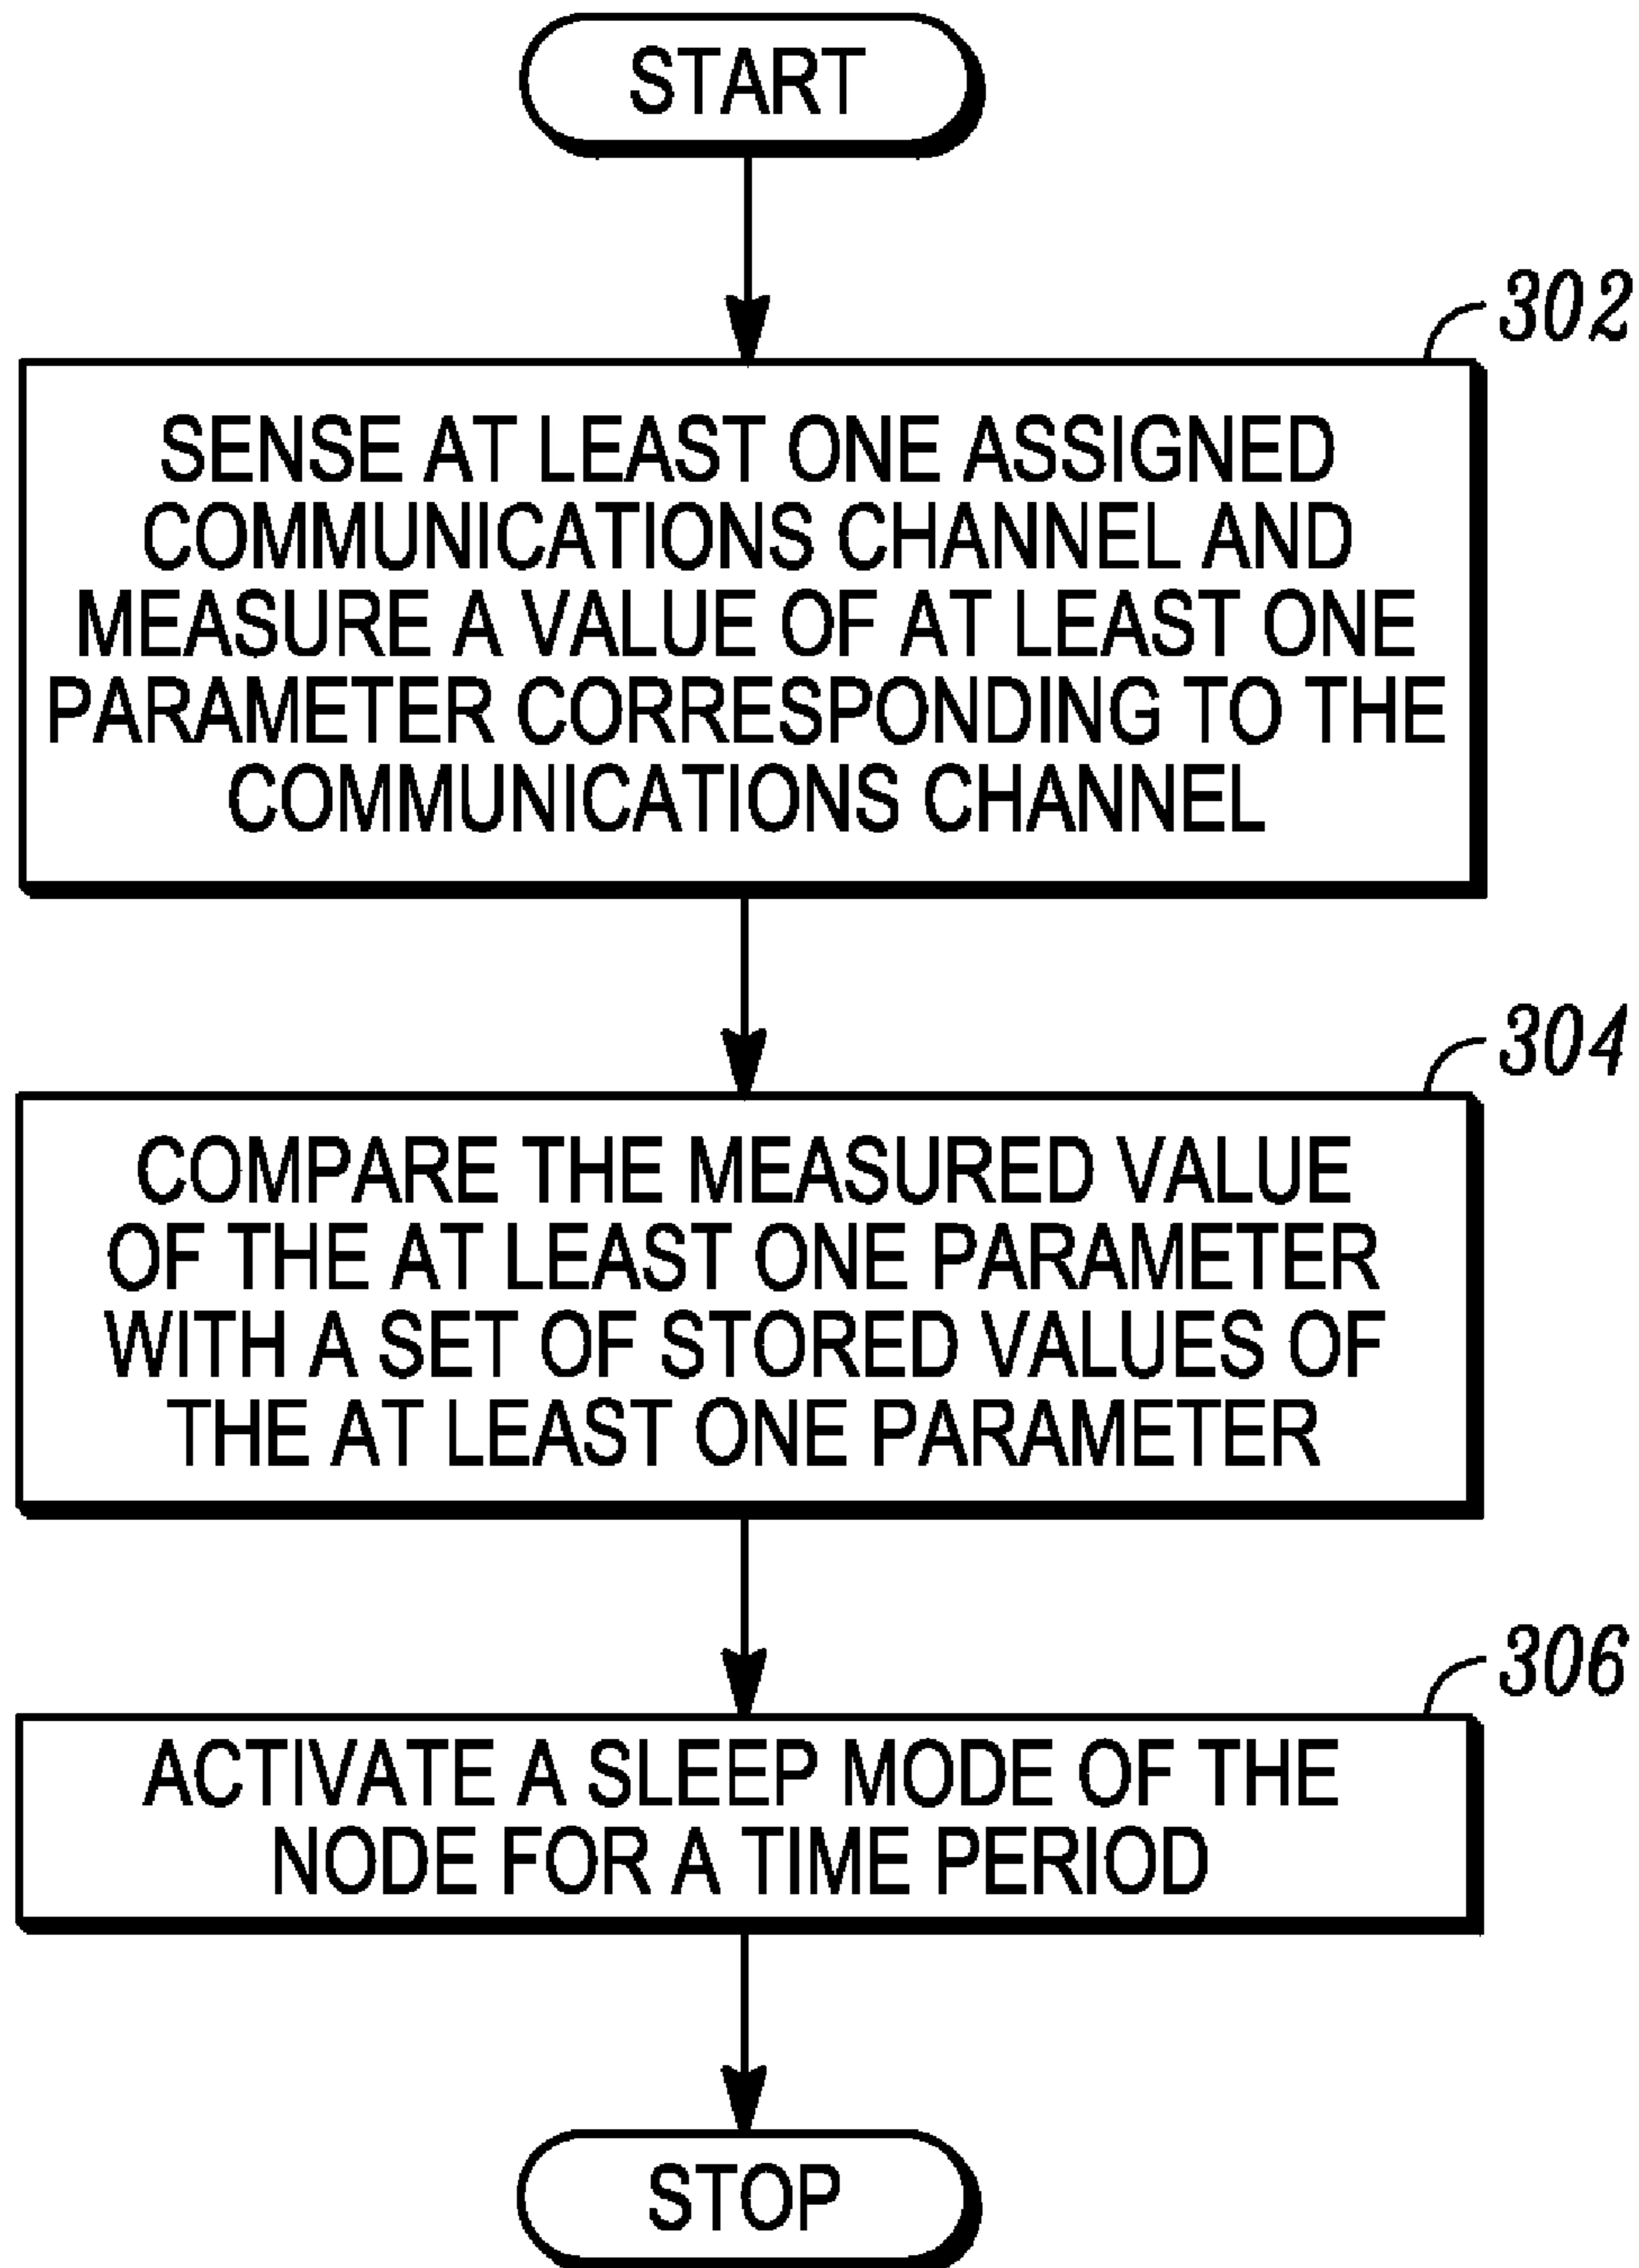 START
302
SENSE AT LEAST ONE ASSIGNED
COMMUNICATIONS CHANNEL AND
MEASURE A VALUE OF AT LEAST ONE
PARAMETER CORRESPONDING TO THE
COMMUNICATIONS CHANNEL
304
COMPARE THE MEASURED VALUE
OF THE AT LEAST ONE PARAMETER
WITH A SET OF STORED VALUES OF
THE AT LEAST ONE PARAMETER
306
ACTIVATE A SLEEP MODE OF THE
NODE FOR A TIME PERIOD
STOP